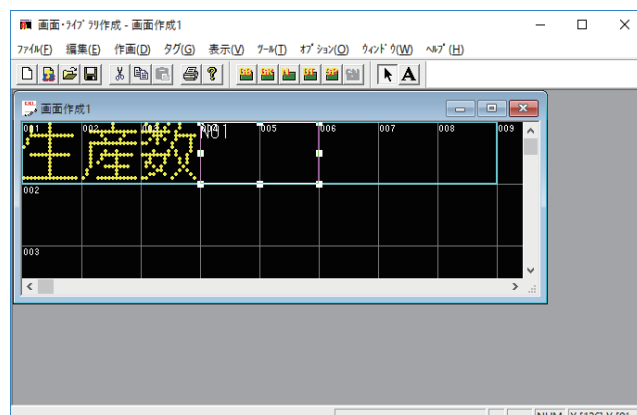 画面・ﾗｲﾌﾞﾗﾘ作成 - 画面作成1
ﾌｧｲﾙ(F) 編集(E) 作画(D) タグ(G) 表示(V) ﾂｰﾙ(T) ｵﾌﾟｼｮﾝ(O) ｳｨﾝﾄﾞｳ(W) ﾍﾙﾌﾟ(H)
画面作成1
001 002 005 006 007 008 009
生産数 N01
002
003
NUM